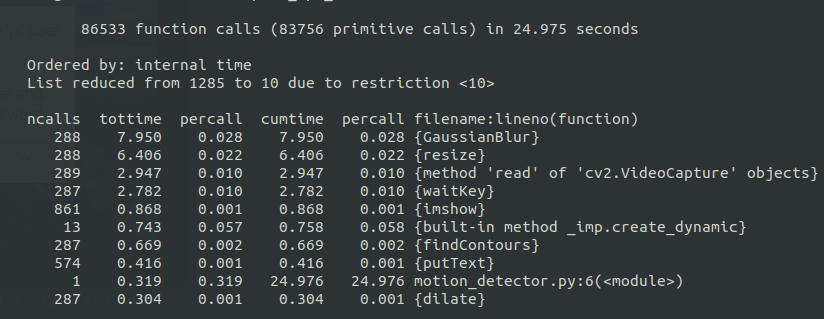 86533 function calls (83756 primitive calls) in 24.975 seconds
Ordered by: internal time
List reduced from 1285 to 10 due to restriction <10>
ncalls tottime percall cumtime percall filename:lineno(function)
288 7.950 0.028 7.950 0.028 {GaussianBlur}
288 6.406 0.022 6.406 0.022 {resize}
289 2.947 0.010 2.947 0.010 {method 'read' of 'cv2.VideoCapture' objects}
287 2.782 0.010 2.782 0.010 {waitKey}
861 0.868 0.001 0.868 0.001 {imshow}
13 0.743 0.057 0.758 0.058 {built-in method _imp.create_dynamic}
287 0.669 0.002 0.669 0.002 {findContours}
574 0.416 0.001 0.416 0.001 {putText}
1 0.319 0.319 24.976 24.976 motion_detector.py:6(<module>)
287 0.304 0.001 0.304 0.001 {dilate}